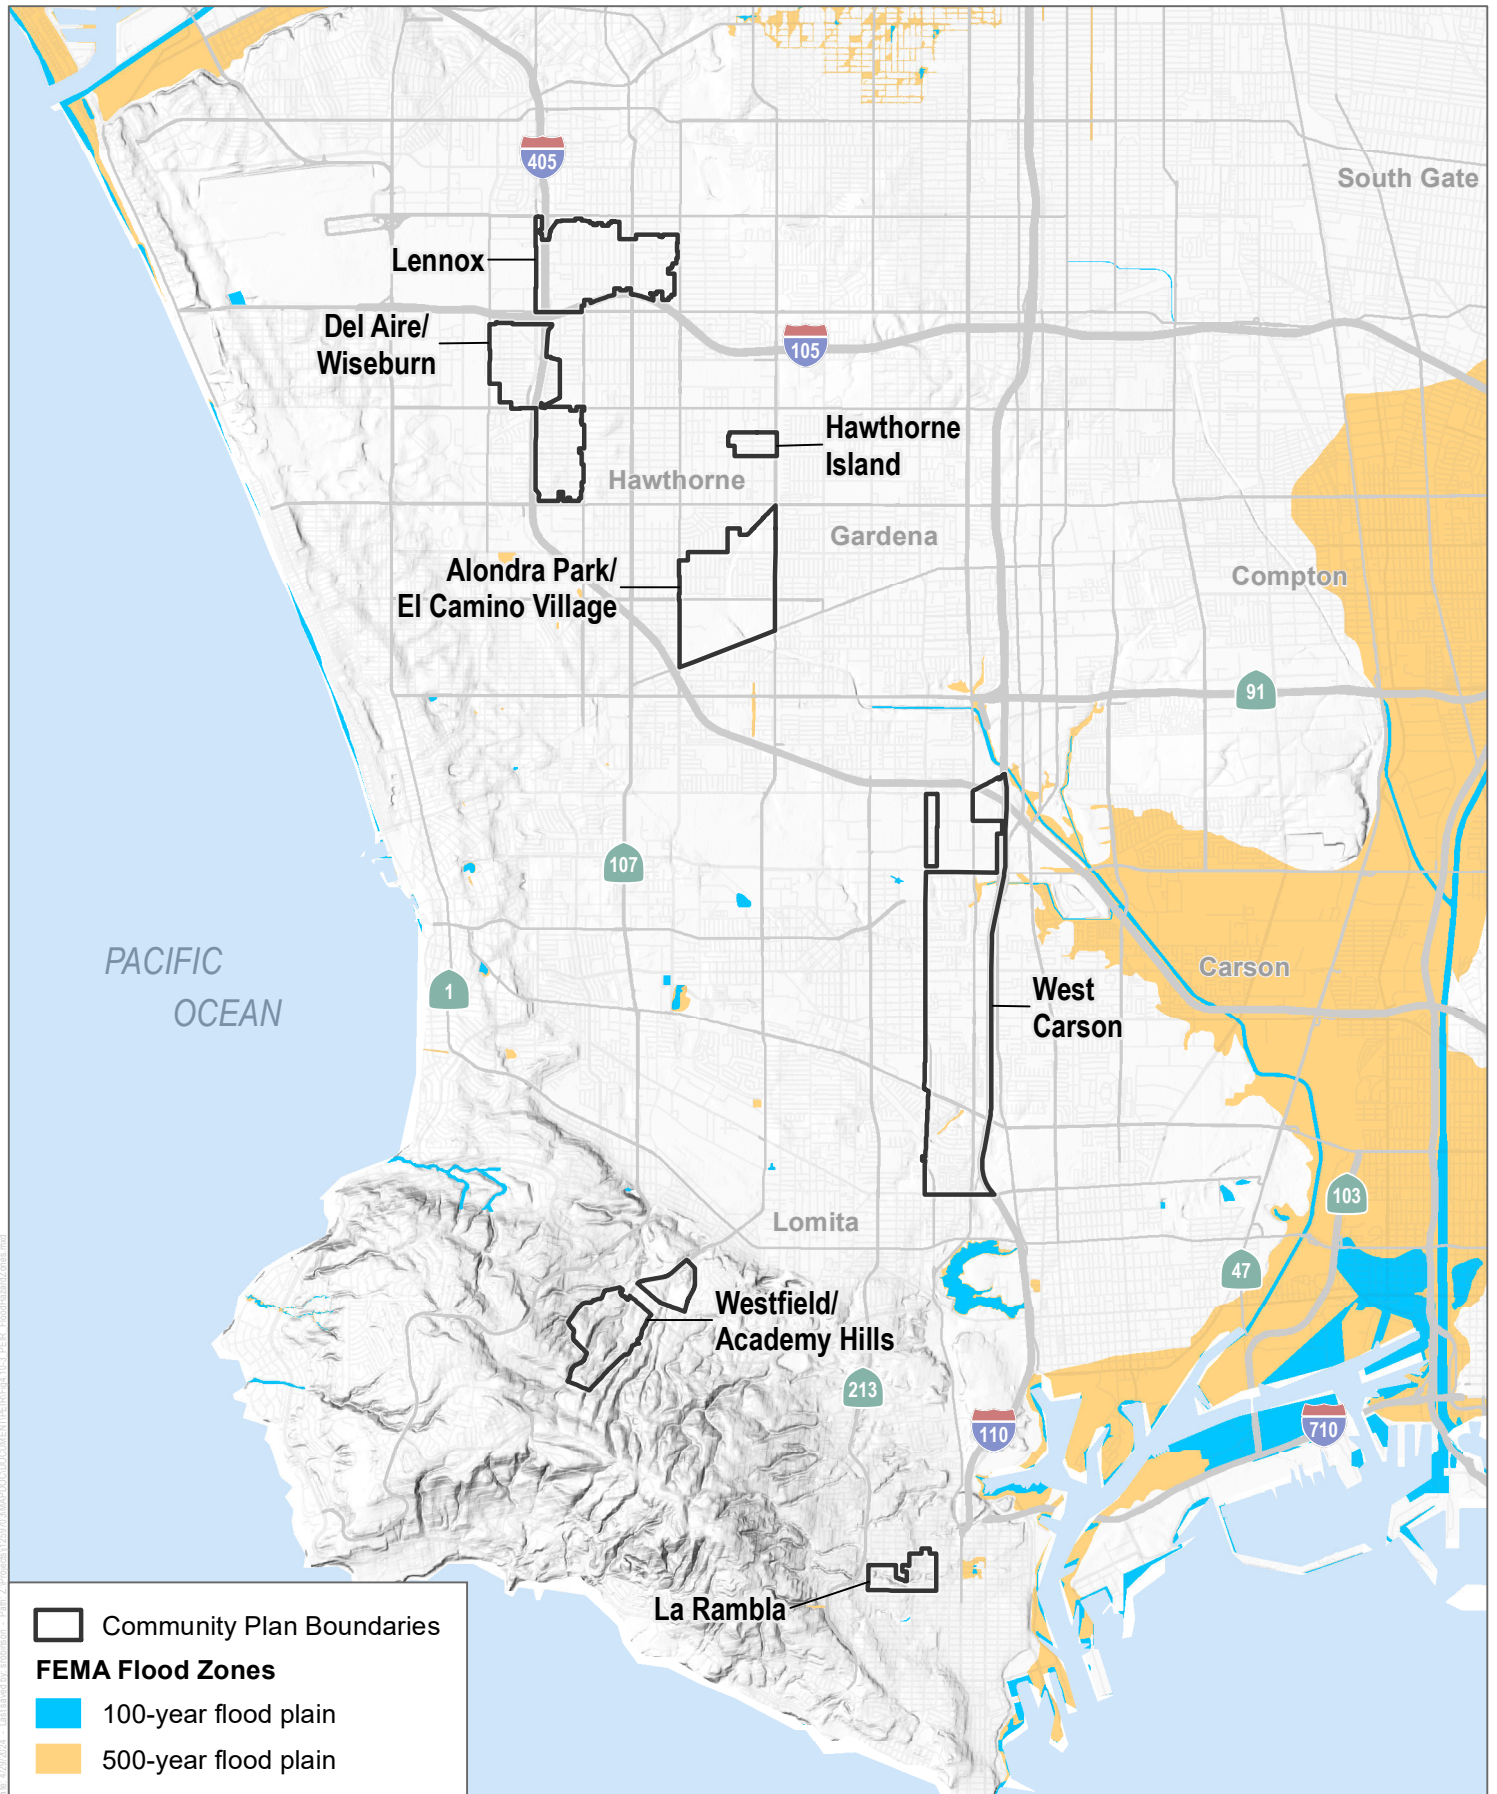 405
South Gate
Lennox
Del Aire/
Wiseburn
105
Hawthorne
Island
Hawthorne
Gardena
Alondra Park/
El Camino Village
Compton
91
107
PACIFIC
OCEAN
1
Carson
West
Carson
103
Lomita
47
Westfield/
Academy Hills
213
110
710
La Rambla
Community Plan Boundaries
FEMA Flood Zones
100-year flood plain
500-year flood plain